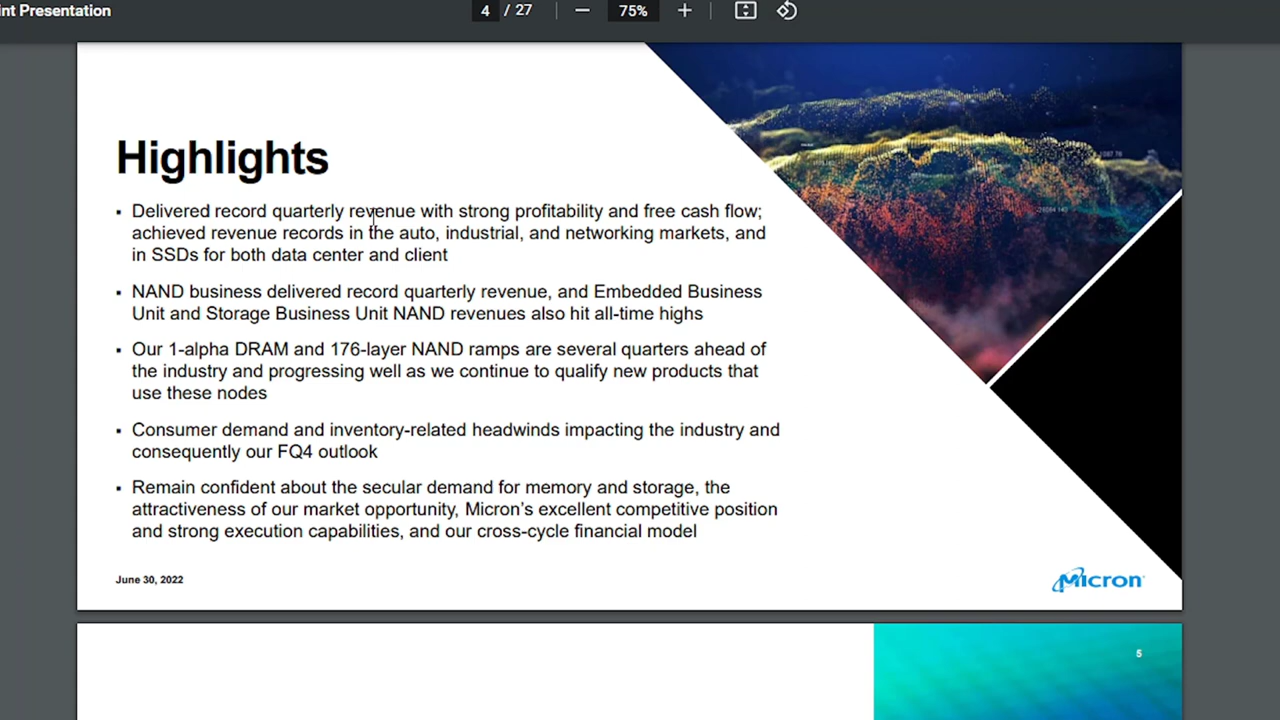 nt Presentation
4 / 27
75%
Highlights
▪ Delivered record quarterly revenue with strong profitability and free cash flow;
achieved revenue records in the auto, industrial, and networking markets, and
in SSDs for both data center and client
▪ NAND business delivered record quarterly revenue, and Embedded Business
Unit and Storage Business Unit NAND revenues also hit all-time highs
▪ Our 1-alpha DRAM and 176-layer NAND ramps are several quarters ahead of
the industry and progressing well as we continue to qualify new products that
use these nodes
▪ Consumer demand and inventory-related headwinds impacting the industry and
consequently our FQ4 outlook
▪ Remain confident about the secular demand for memory and storage, the
attractiveness of our market opportunity, Micron’s excellent competitive position
and strong execution capabilities, and our cross-cycle financial model
June 30, 2022
Micron
5